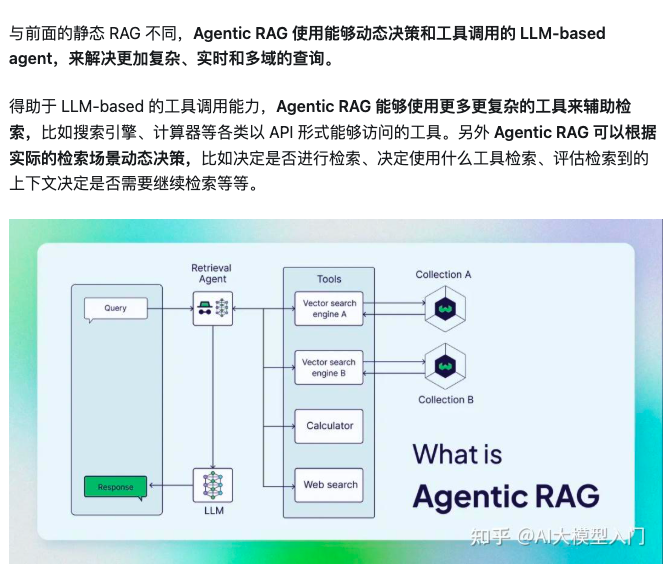 与前面的静态 RAG 不同，Agentic RAG 使用能够动态决策和工具调用的 LLM-based
agent，来解决更加复杂、实时和多域的查询。
得助于 LLM-based 的工具调用能力，Agentic RAG 能够使用更多更复杂的工具来辅助检
索，比如搜索引擎、计算器等各类以 API 形式能够访问的工具。另外 Agentic RAG 可以根据
实际的检索场景动态决策，比如决定是否进行检索、决定使用什么工具检索、评估检索到的
上下文决定是否需要继续检索等等。
Retrieval
Agent
Tools
Collection A
Query
Vector search
engine A
Vector search
engine B
Collection B
Calculator
What is
Agentic RAG
Web search
Response
LLM
知乎 @AI大模型入门